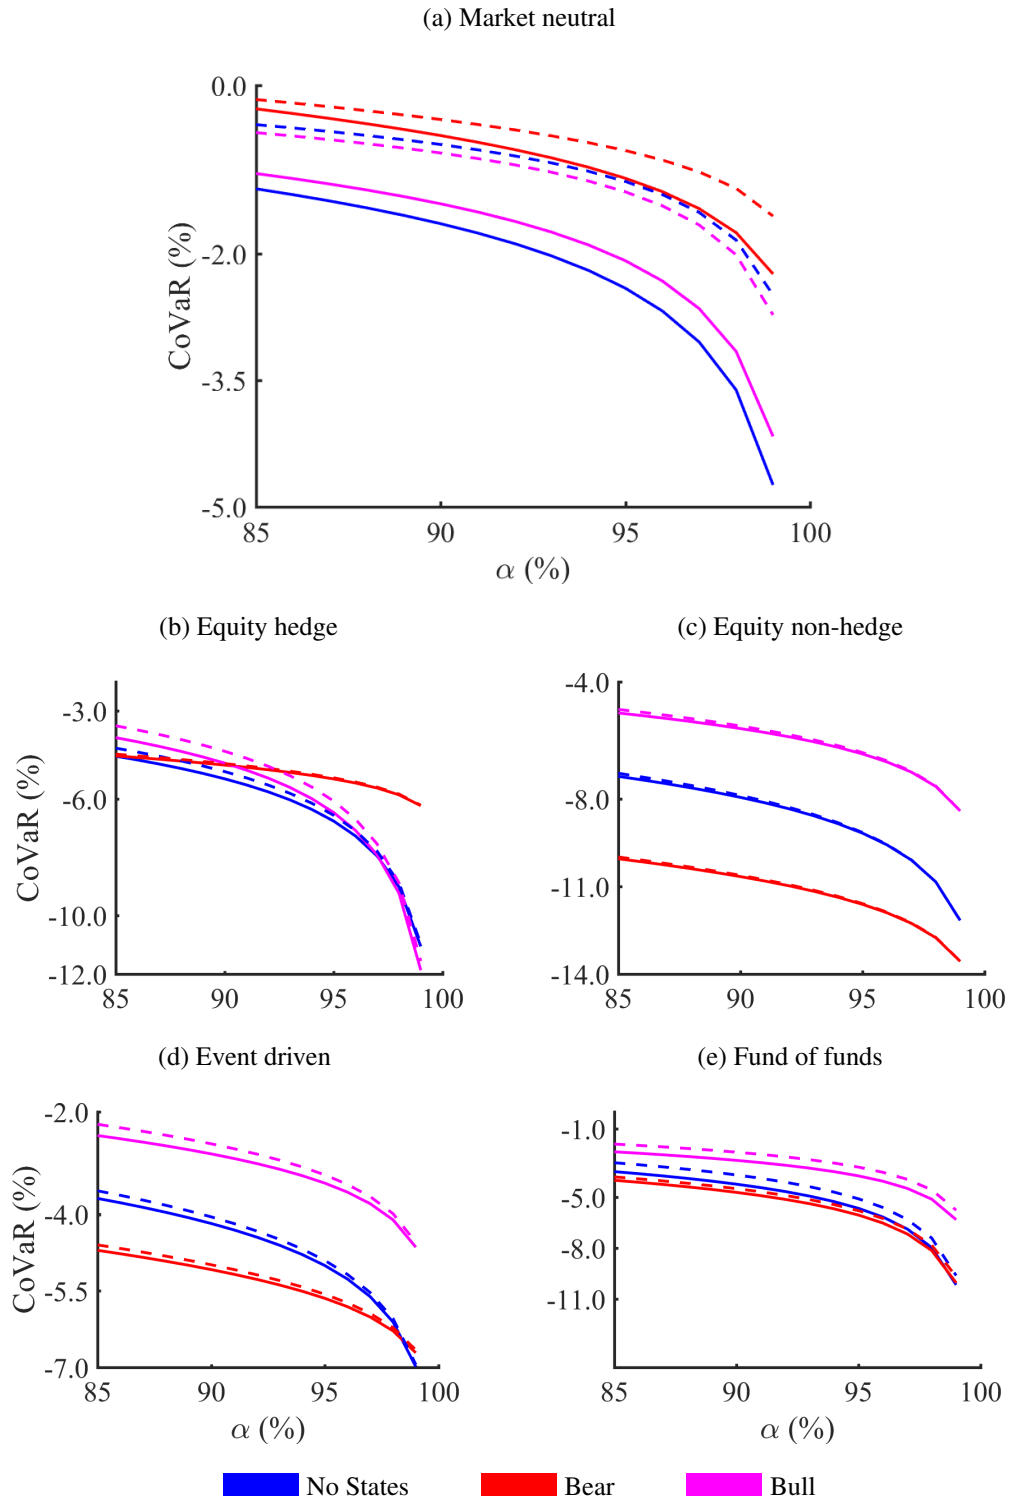 (a) Market neutral
0.0
-2.0
-3.5
-5.0
CoVaR (%)
85 90 95 100
α (%)
(b) Equity hedge
(c) Equity non-hedge
-3.0
-6.0
-10.0
-12.0
CoVaR (%)
85 90 95 100
-4.0
-8.0
-11.0
-14.0
85 90 95 100
(d) Event driven
(e) Fund of funds
-2.0
-4.0
-5.5
-7.0
CoVaR (%)
85 90 95 100
α (%)
-1.0
-5.0
-8.0
-11.0
85 90 95 100
α (%)
No States Bear Bull